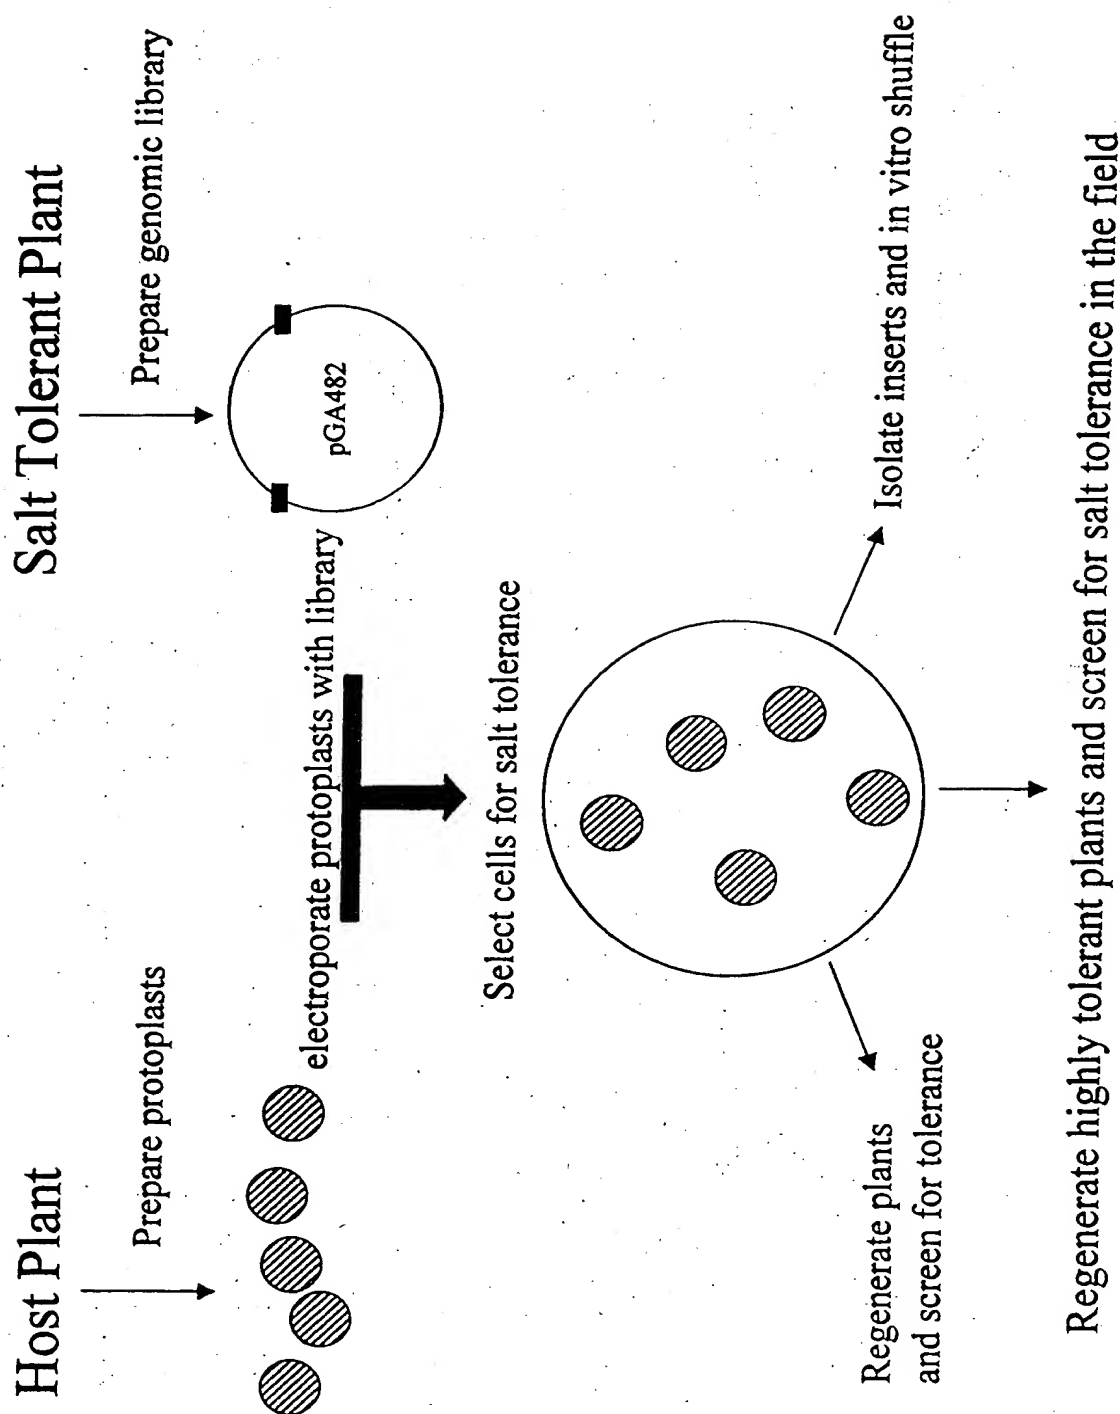 Host Plant
Salt Tolerant Plant
Prepare protoplasts
Prepare genomic library
pGA482
electroporate protoplasts with library
Select cells for salt tolerance
Regenerate plants
and screen for tolerance
Isolate inserts and in vitro shuffle
Regenerate highly tolerant plants and screen for salt tolerance in the field